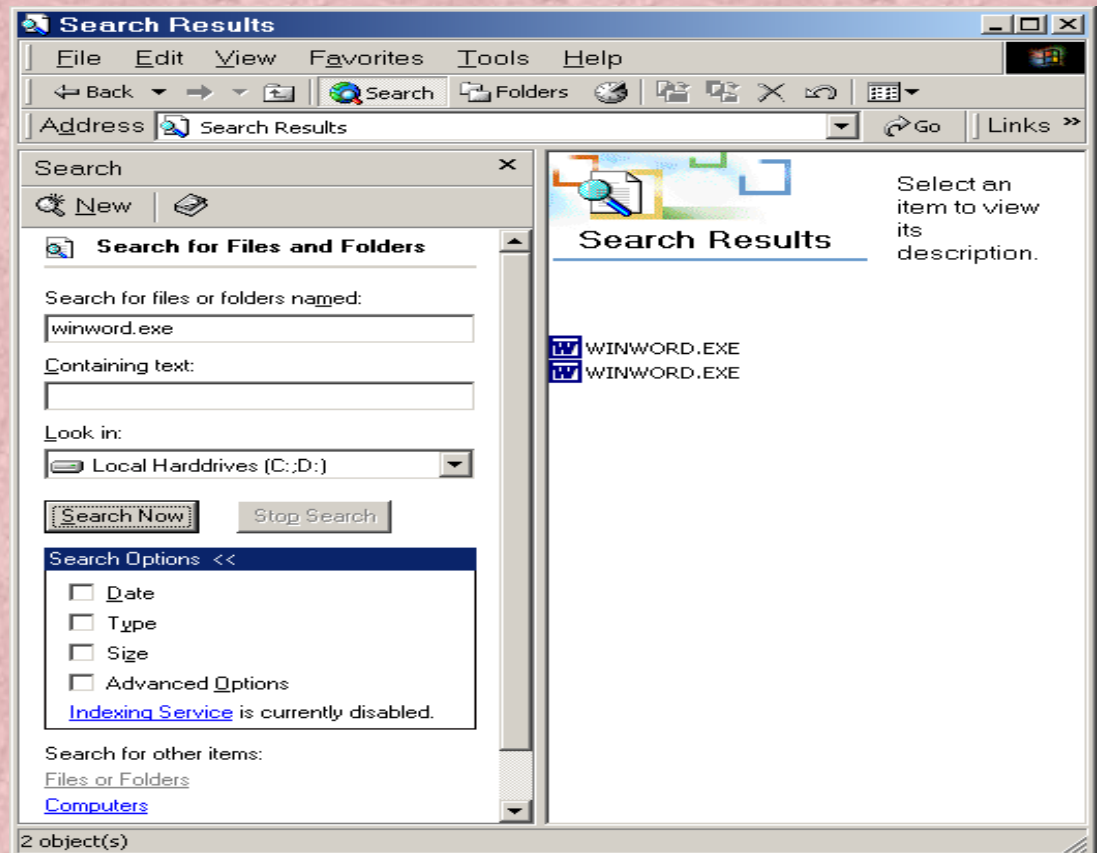 Search Results
File Edit View Favorites Tools Help
Back Search Folders
Address Search Results Go Links »
Search
New
Search for Files and Folders
Search for files or folders named:
winword.exe
Containing text:
Look in:
Local Harddrives (C:;D:)
Search Now Stop Search
Search Options <<
Date
Type
Size
Advanced Options
Indexing Service is currently disabled.
Search for other items:
Files or Folders
Computers
Search Results
Select an
item to view
its
description.
WINWORD.EXE
WINWORD.EXE
2 object(s)